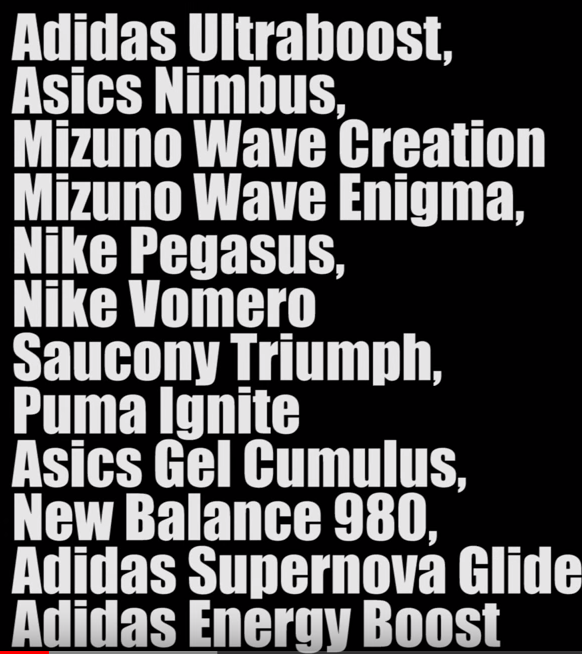 Adidas Ultraboost,
Asics Nimbus,
Mizuno Wave Creation
Mizuno Wave Enigma,
Nike Pegasus,
Nike Vomero
Saucony Triumph,
Puma Ignite
Asics Gel Cumulus,
New Balance 980,
Adidas Supernova Glide
Adidas Energy Boost